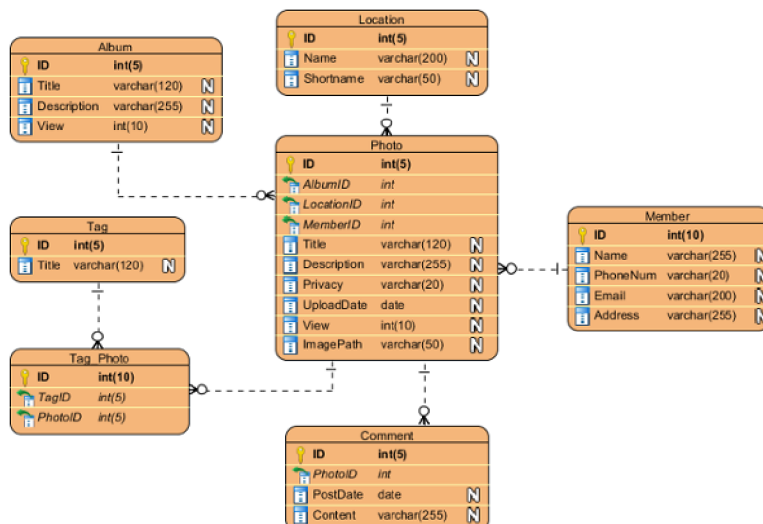 Album
ID int(5)
Title varchar(120) N
Description varchar(255) N
View int(10) N
Location
ID int(5)
Name varchar(200) N
Shortname varchar(50) N
Photo
ID int(5)
AlbumID int
LocationID int
MemberID int
Title varchar(120) N
Description varchar(255) N
Privacy varchar(20) N
UploadDate date N
View int(10) N
ImagePath varchar(50) N
Tag
ID int(5)
Title varchar(120) N
Member
ID int(10)
Name varchar(255) N
PhoneNum varchar(20) N
Email varchar(200) N
Address varchar(255) N
Tag_Photo
ID int(10)
TagID int(5)
PhotoID int(5)
Comment
ID int(5)
PhotoID int
PostDate date N
Content varchar(255) N